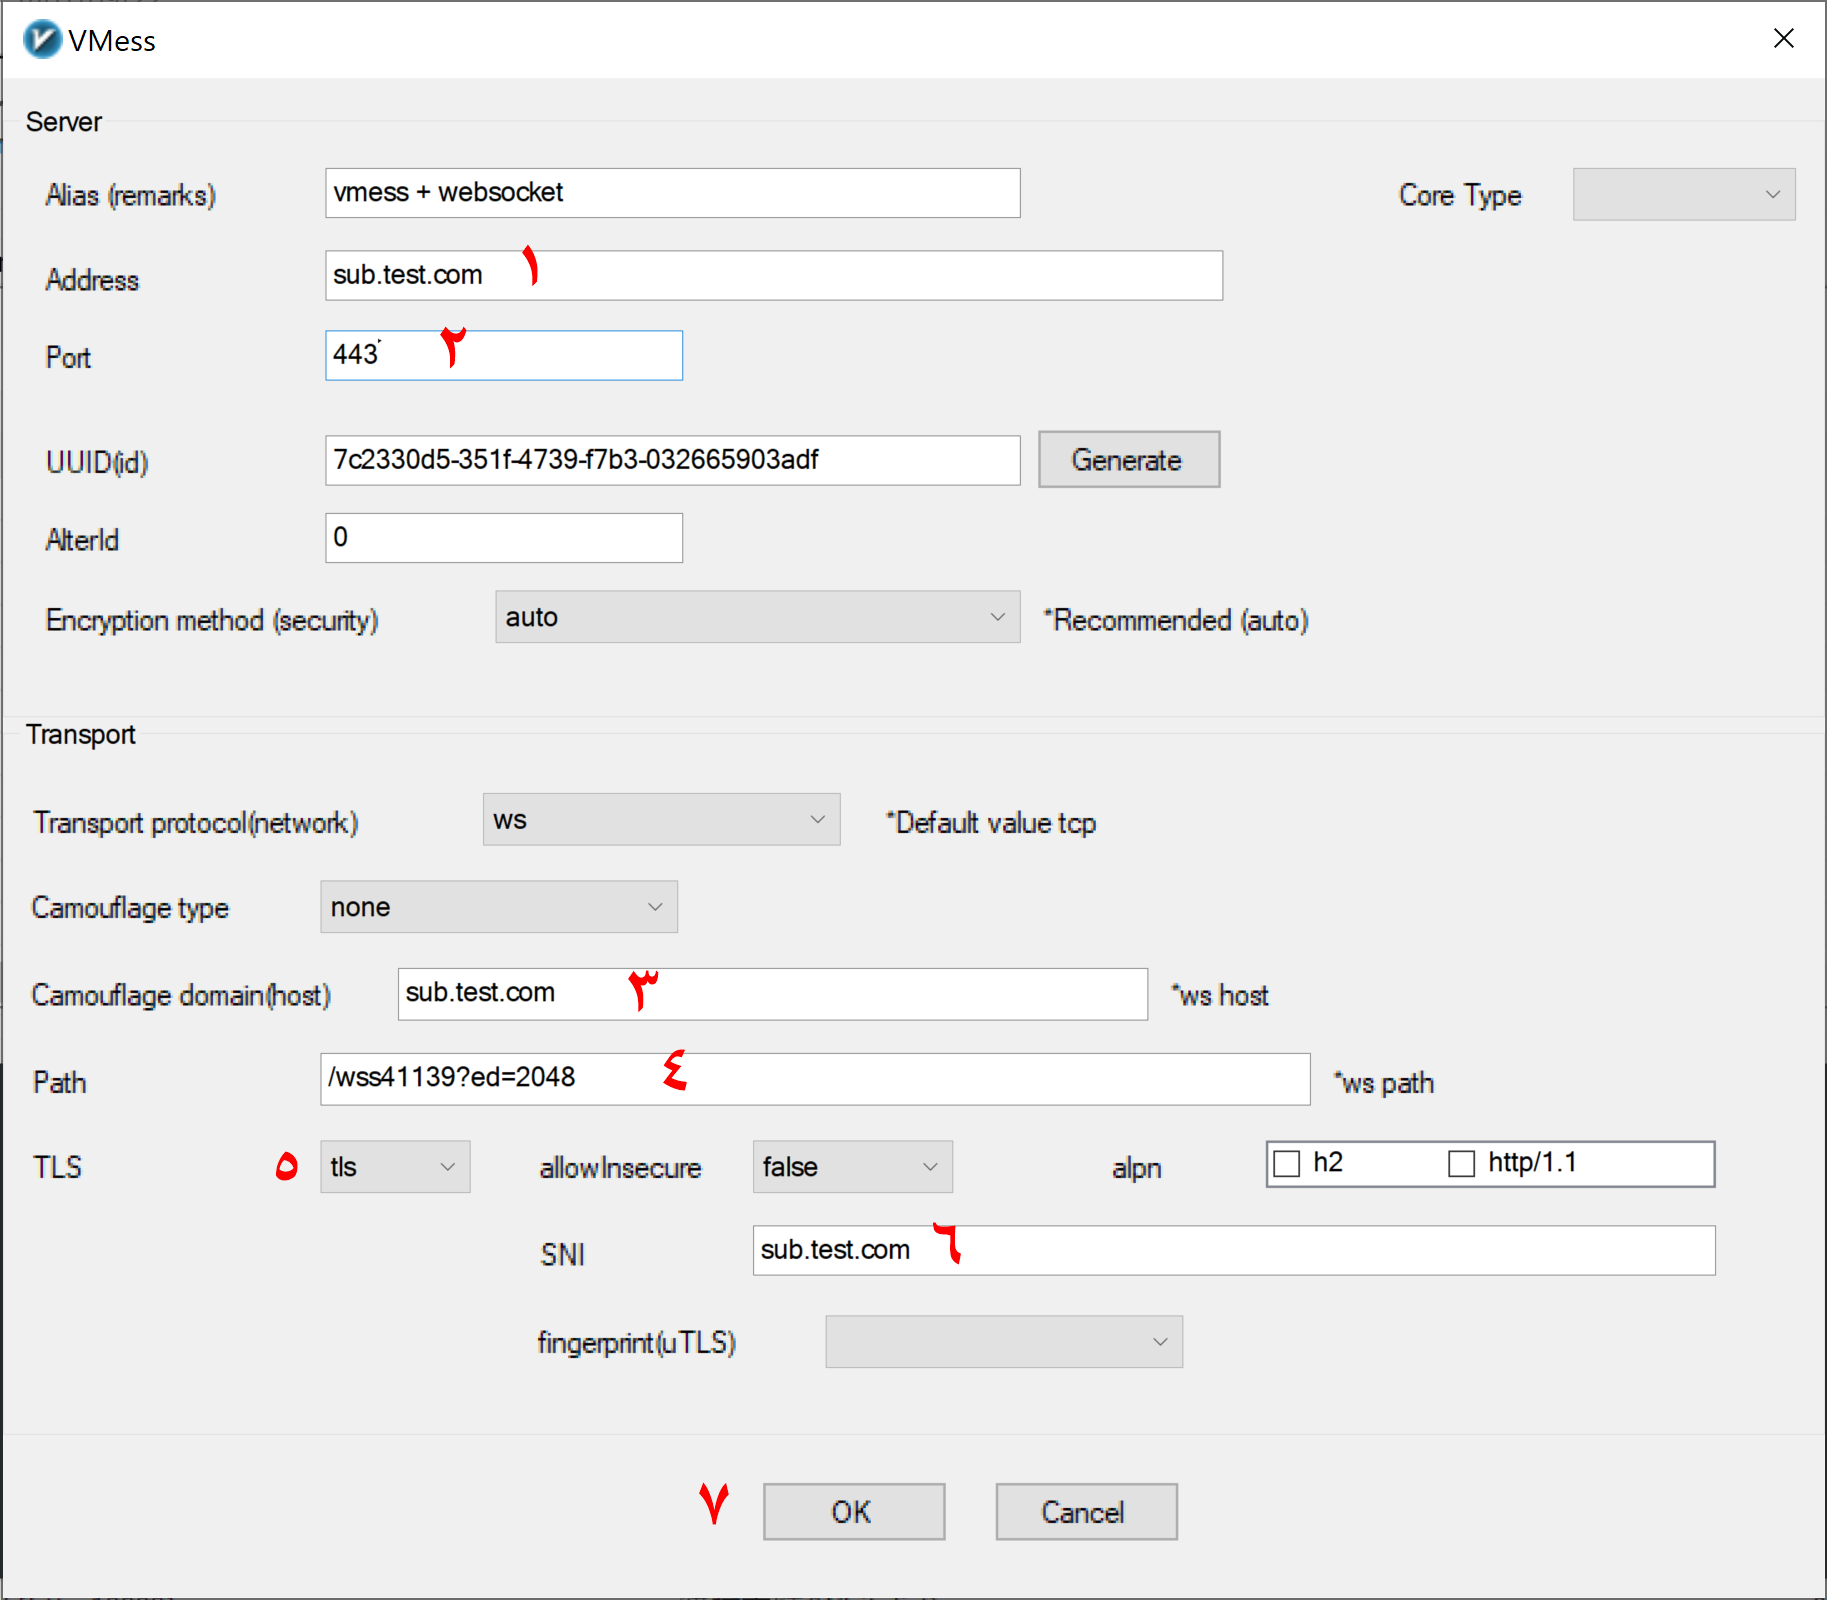 VMess
Server
Alias (remarks) vmess + websocket Core Type
Address sub.test.com ١
Port 443 ٢
UUID(id) 7c2330d5-351f-4739-f7b3-032665903adf Generate
AlterId 0
Encryption method (security) auto *Recommended (auto)
Transport
Transport protocol(network) ws *Default value tcp
Camouflage type none
Camouflage domain(host) sub.test.com ٣ *ws host
Path /wss41139?ed=2048 ٤ *ws path
TLS ٥ tls allowInsecure false alpn h2 http/1.1
SNI sub.test.com ٦
fingerprint(uTLS)
٧ OK Cancel